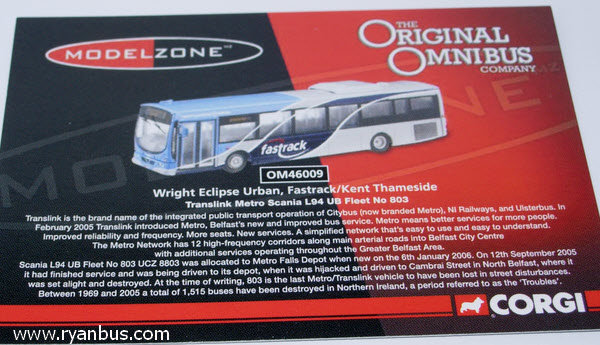 MODELZONE
THE
ORIGINAL
OMNIBUS
COMPANY
fastrack
OM46009
Wright Eclipse Urban, Fastrack/Kent Thameside
Translink Metro Scania L94 UB Fleet No 803
Translink is the brand name of the integrated public transport operation of Citybus (now branded Metro), NI Railways, and Ulsterbus. In
February 2005 Translink introduced Metro, Belfast's new and improved bus service. Metro means better services for more people.
Improved reliability and frequency. More seats. New services. A simplified network that's easy to use and easy to understand.
The Metro Network has 12 high-frequency corridors along main arterial roads into Belfast City Centre
with additional services operating throughout the Greater Belfast Area.
Scania L94 UB Fleet No 803 UCZ 8803 was allocated to Metro Falls Depot when new on the 6th January 2006. On 12th September 2005
it had finished service and was being driven to its depot, when it was hijacked and driven to Cambrai Street in North Belfast, where it
was set alight and destroyed. At the time of writing, 803 is the last Metro/Translink vehicle to have been lost in street disturbances.
Between 1969 and 2005 a total of 1,515 buses have been destroyed in Northern Ireland, a period referred to as the 'Troubles'.
CORGI
www.ryanbus.com